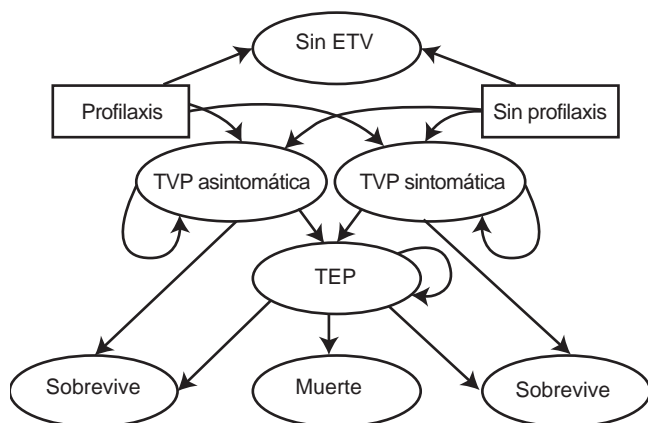 Sin ETV
Profilaxis
Sin profilaxis
TVP asintomática
TVP sintomática
TEP
Sobrevive
Muerte
Sobrevive